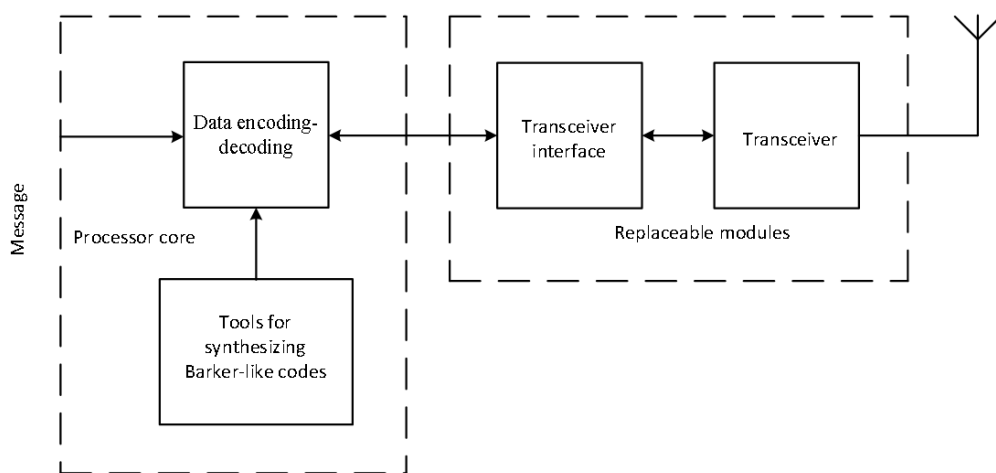 Message
Data encoding-
decoding
Processor core
Tools for
synthesizing
Barker-like codes
Transceiver
interface
Transceiver
Replaceable modules